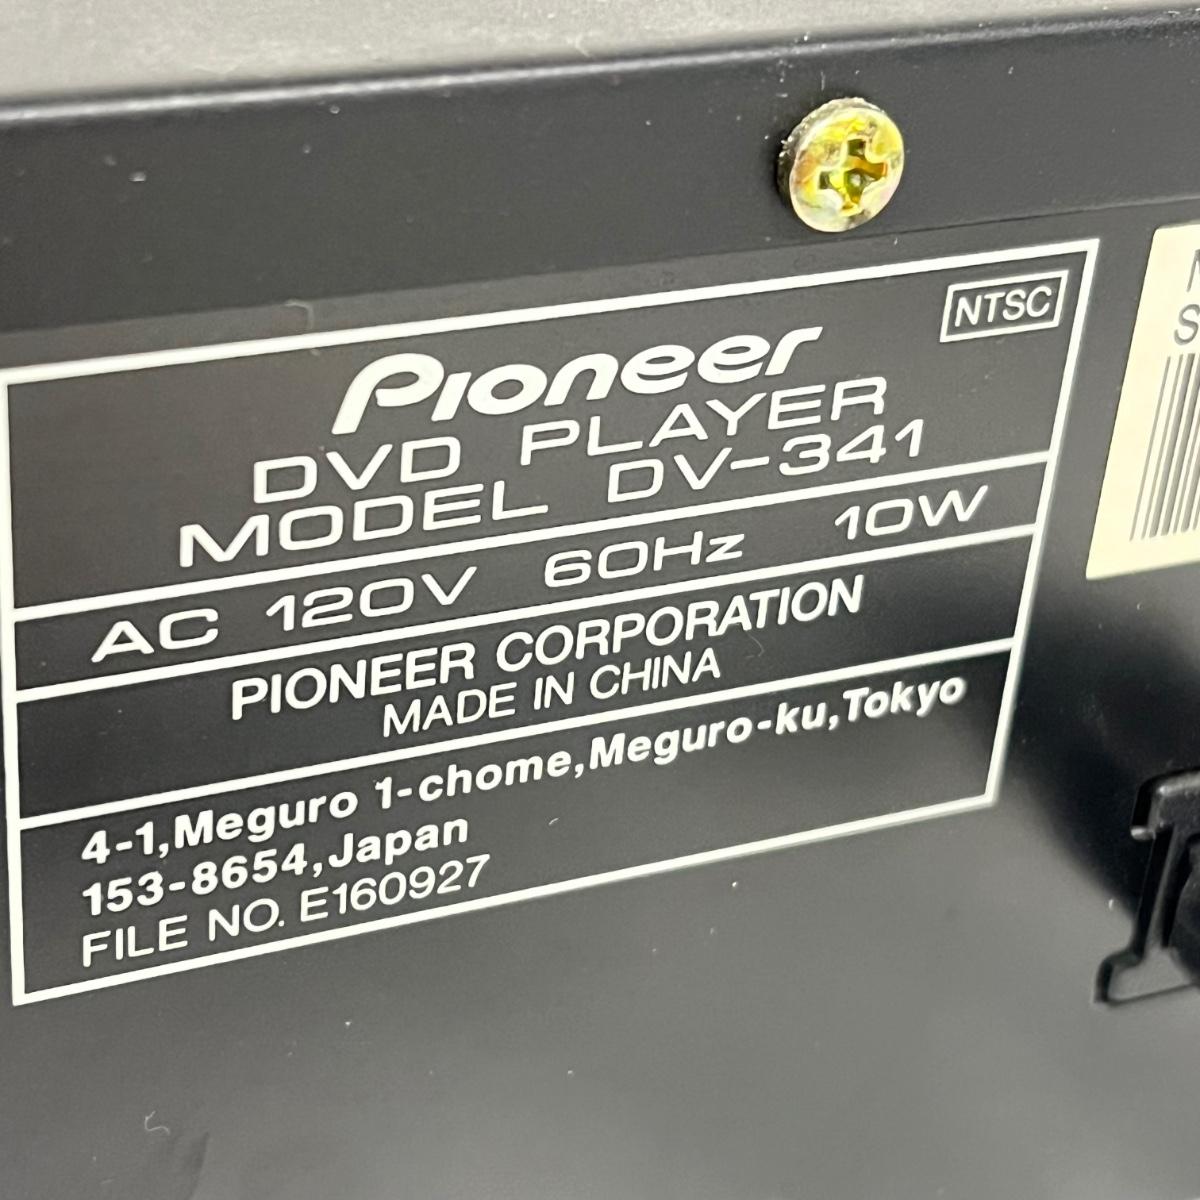 NTSC
Pioneer
DVD PLAYER
MODEL DV-341
AC 120V 60Hz 10W
PIONEER CORPORATION
MADE IN CHINA
4-1,Meguro 1-chome,Meguro-ku,Tokyo
153-8654,Japan
FILE NO. E160927